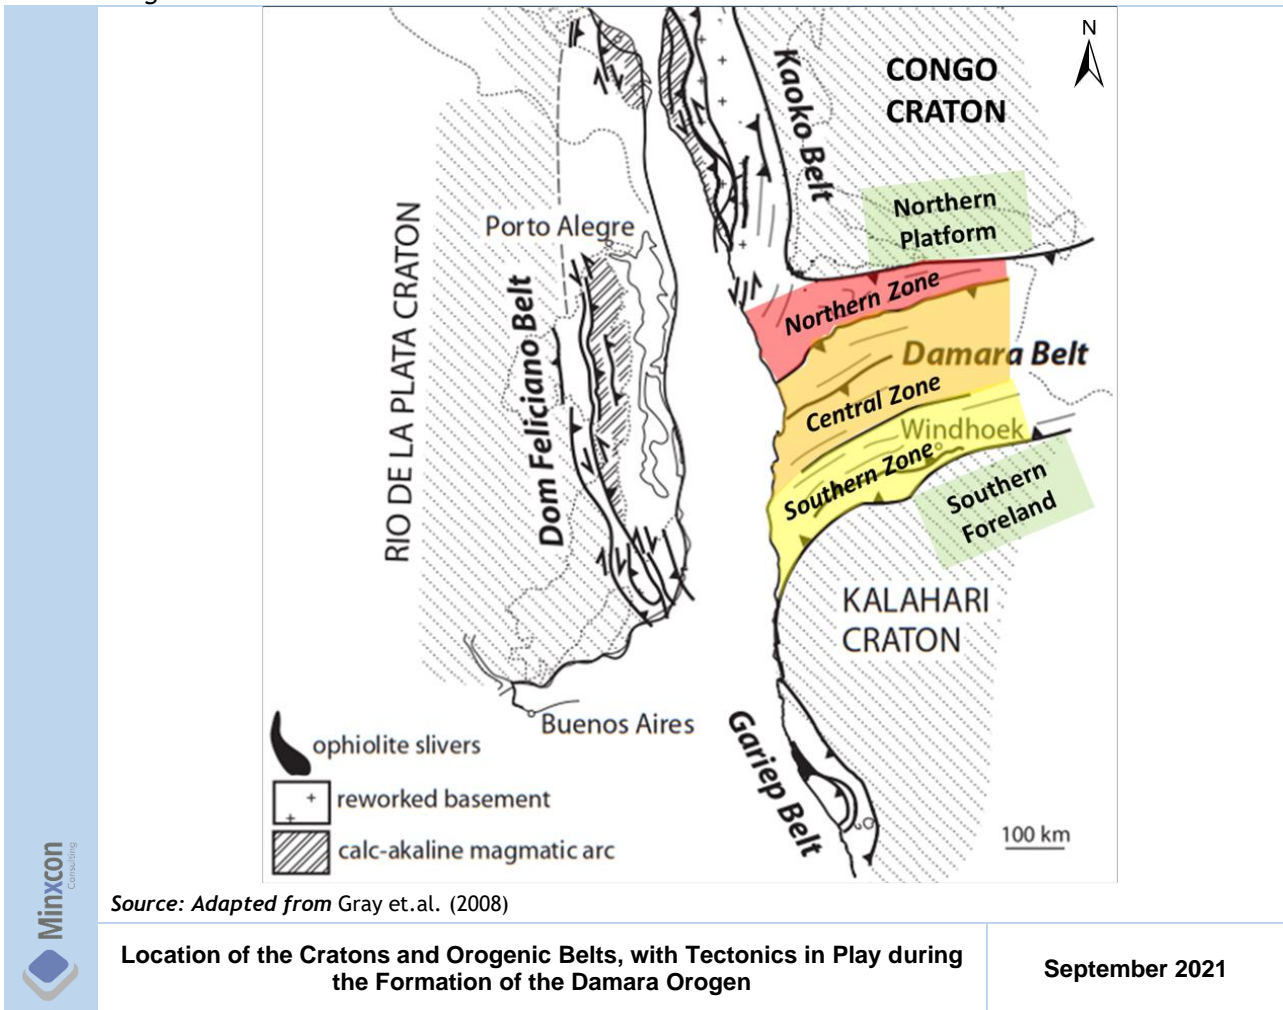 N
CONGO
CRATON
Kaoko Belt
Northern
Platform
Porto Alegre
RIO DE LA PLATA CRATON
Dom Feliciano Belt
Northern Zone
Damara Belt
Central Zone
Windhoek
Southern Zone
Southern
Foreland
KALAHARI
CRATON
Buenos Aires
Gariep Belt
ophiolite slivers
reworked basement
calc-akaline magmatic arc
100 km
Minxcon
Consulting
Source: Adapted from Gray et.al. (2008)
Location of the Cratons and Orogenic Belts, with Tectonics in Play during
the Formation of the Damara Orogen
September 2021